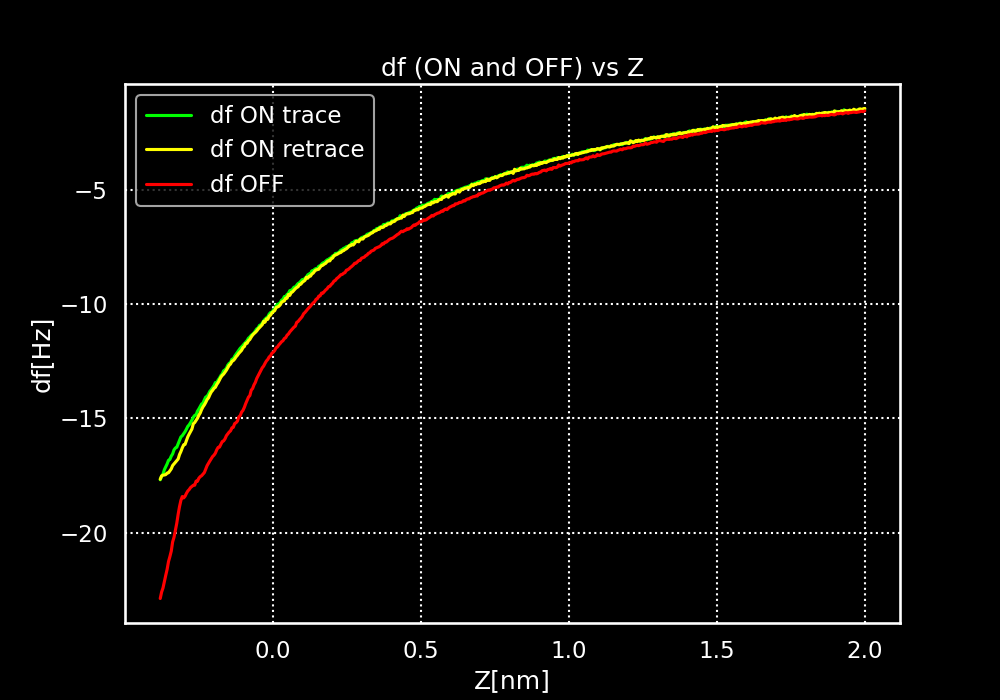 df (ON and OFF) vs Z
df ON trace
df ON retrace
df OFF
df[Hz]
−5
−10
−15
−20
0.0 0.5 1.0 1.5 2.0
Z[nm]